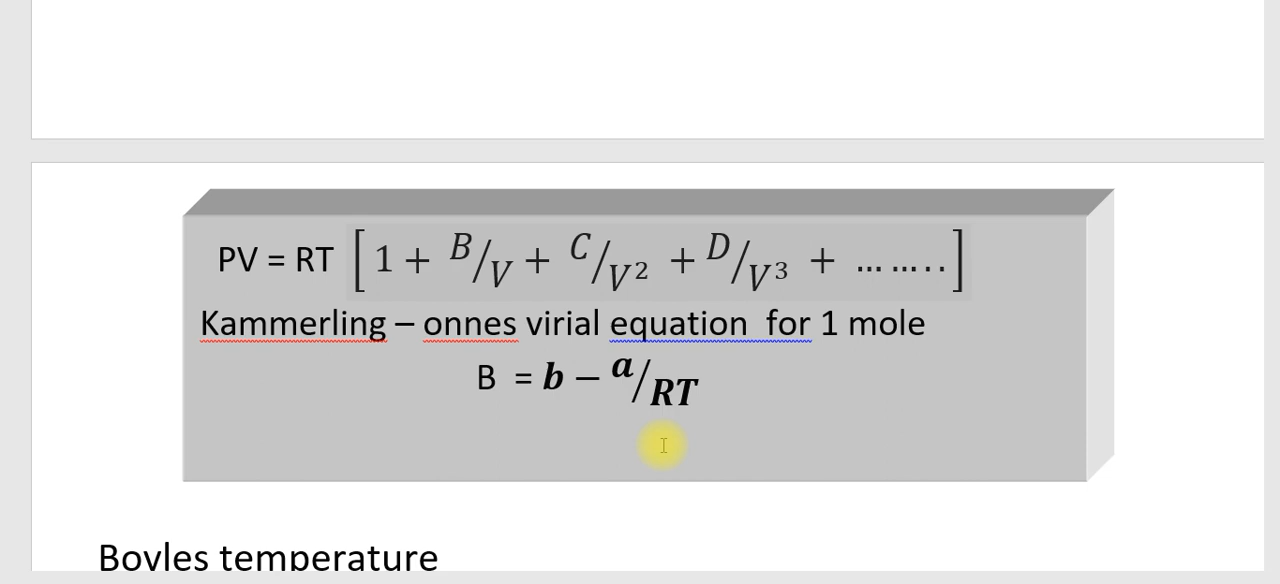 PV = RT [1 + B/V + C/V² + D/V³ + ... ... . .]
Kammerling – onnes virial equation for 1 mole
B = b – a/RT
Boyles temperature